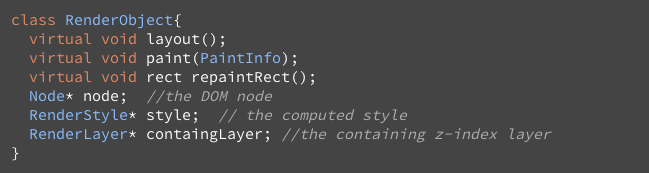 class RenderObject{
  virtual void layout();
  virtual void paint(PaintInfo);
  virtual void rect repaintRect();
  Node* node;  //the DOM node
  RenderStyle* style;  // the computed style
  RenderLayer* containgLayer; //the containing z-index layer
}